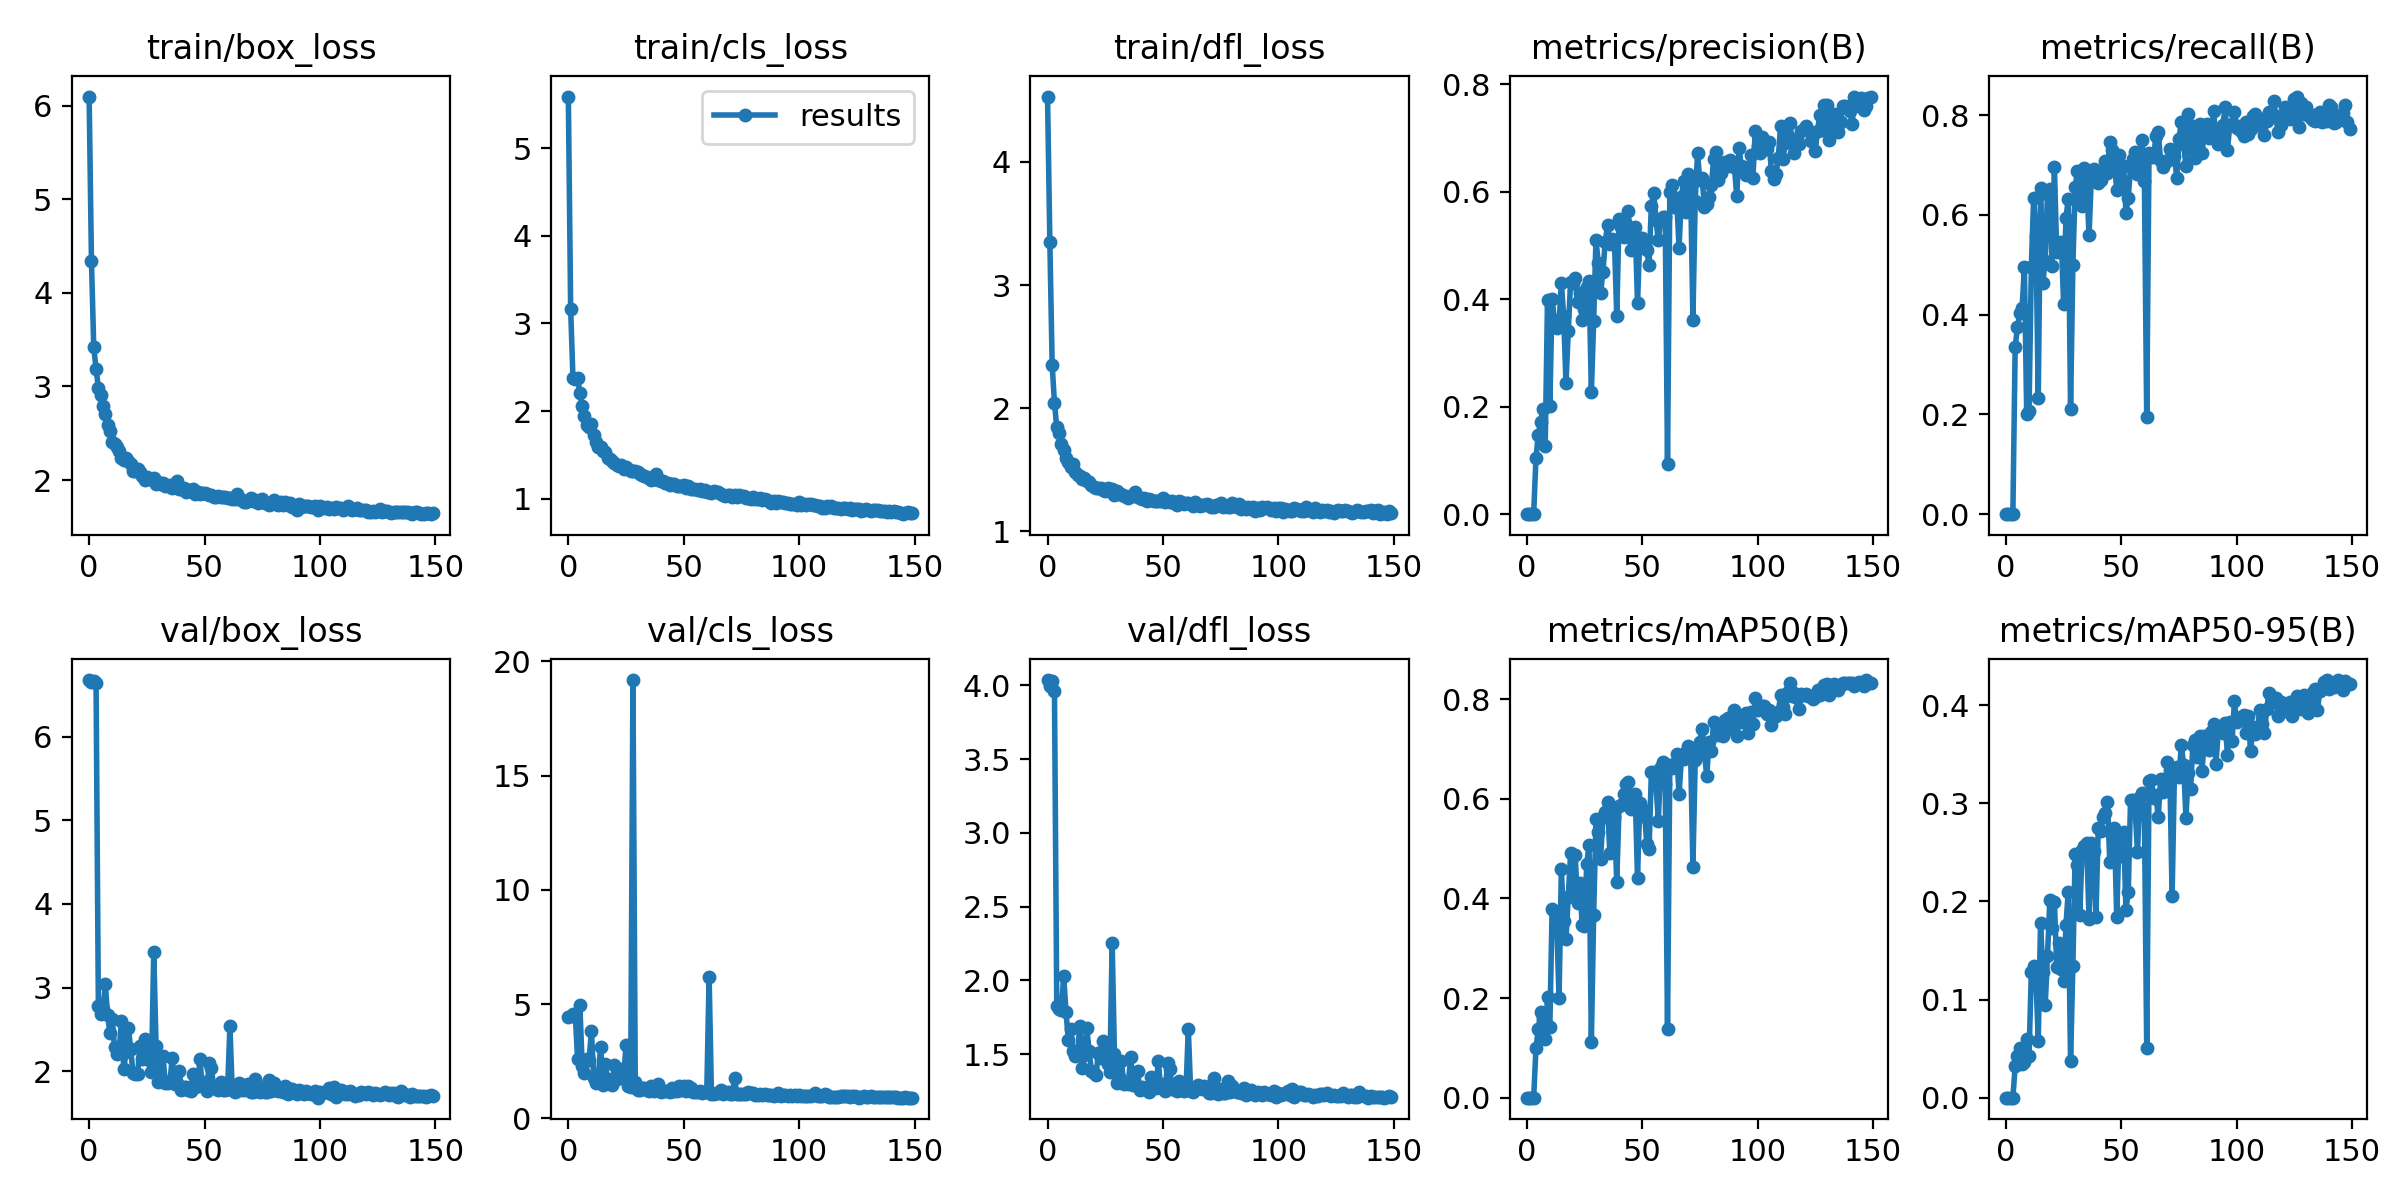 train/box_loss
6
5
4
3
2
0 50 100 150
train/cls_loss
results
5
4
3
2
1
0 50 100 150
train/dfl_loss
4
3
2
1
0 50 100 150
metrics/precision(B)
0.8
0.6
0.4
0.2
0.0
0 50 100 150
metrics/recall(B)
0.8
0.6
0.4
0.2
0.0
0 50 100 150
val/box_loss
6
5
4
3
2
0 50 100 150
val/cls_loss
20
15
10
5
0
0 50 100 150
val/dfl_loss
4.0
3.5
3.0
2.5
2.0
1.5
0 50 100 150
metrics/mAP50(B)
0.8
0.6
0.4
0.2
0.0
0 50 100 150
metrics/mAP50-95(B)
0.4
0.3
0.2
0.1
0.0
0 50 100 150